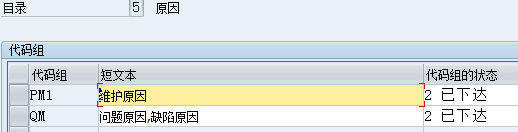 目录 5 原因
代码组
代码组 短文本 代码组的状态
PM1 维护原因 2 已下达
QM 问题原因,缺陷原因 2 已下达